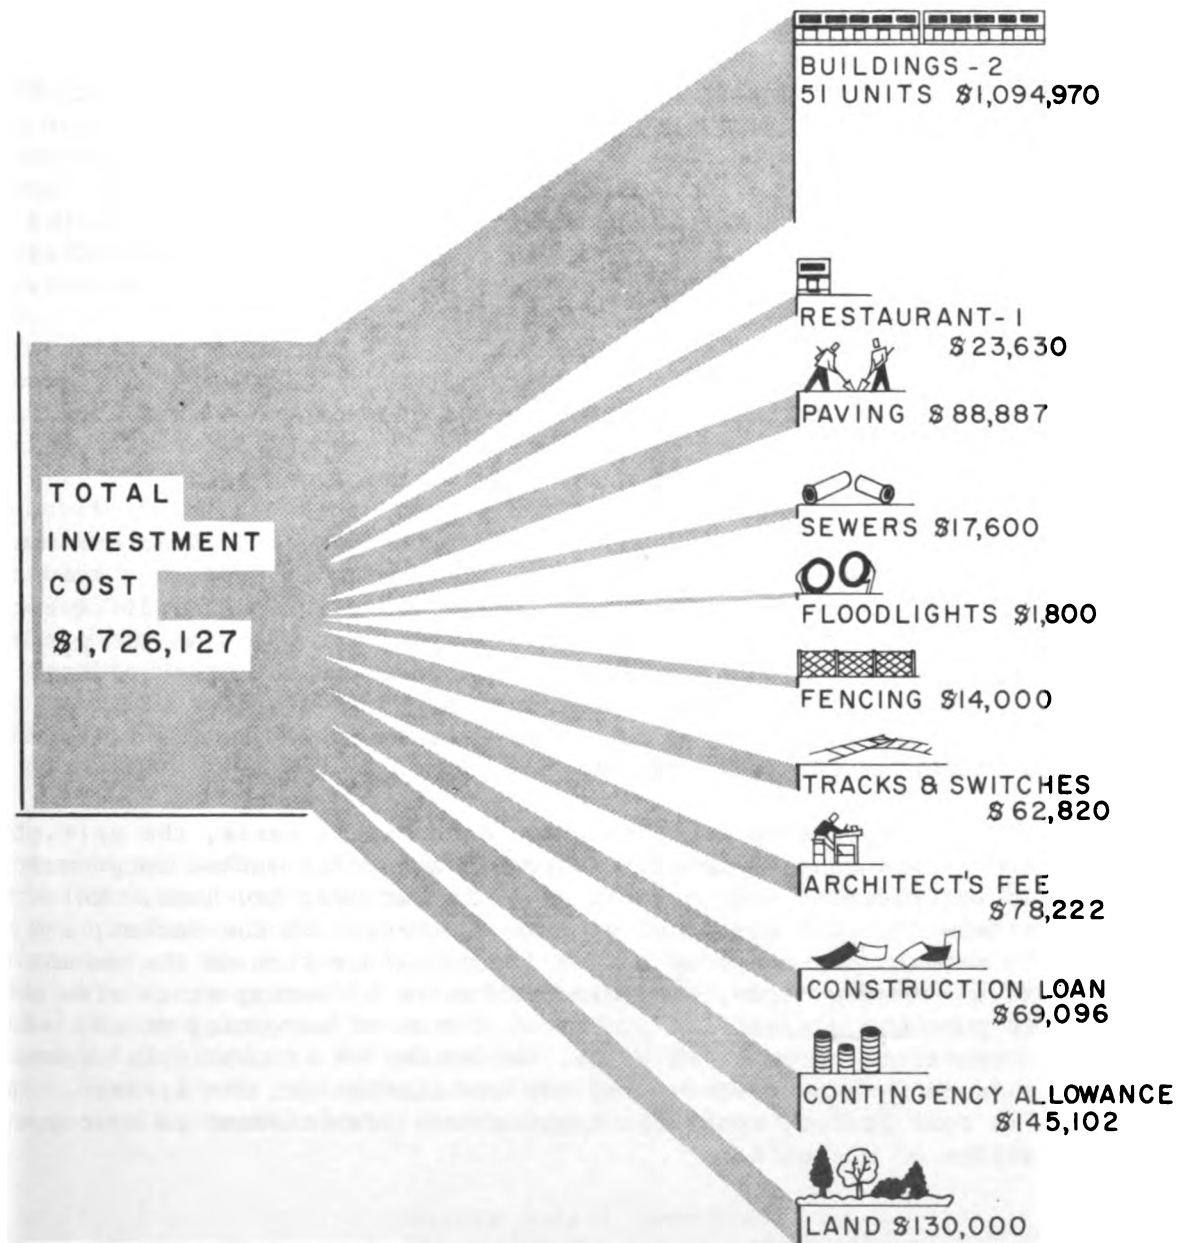 BUILDINGS - 2
51 UNITS $1,094,970
RESTAURANT- 1
$23,630
PAVING $88,887
SEWERS $17,600
FLOODLIGHTS $1,800
FENCING $14,000
TRACKS & SWITCHES
$62,820
ARCHITECT'S FEE
$78,222
CONSTRUCTION LOAN
$69,096
CONTINGENCY ALLOWANCE
$145,102
LAND $130,000
TOTAL
INVESTMENT
COST
$1,726,127